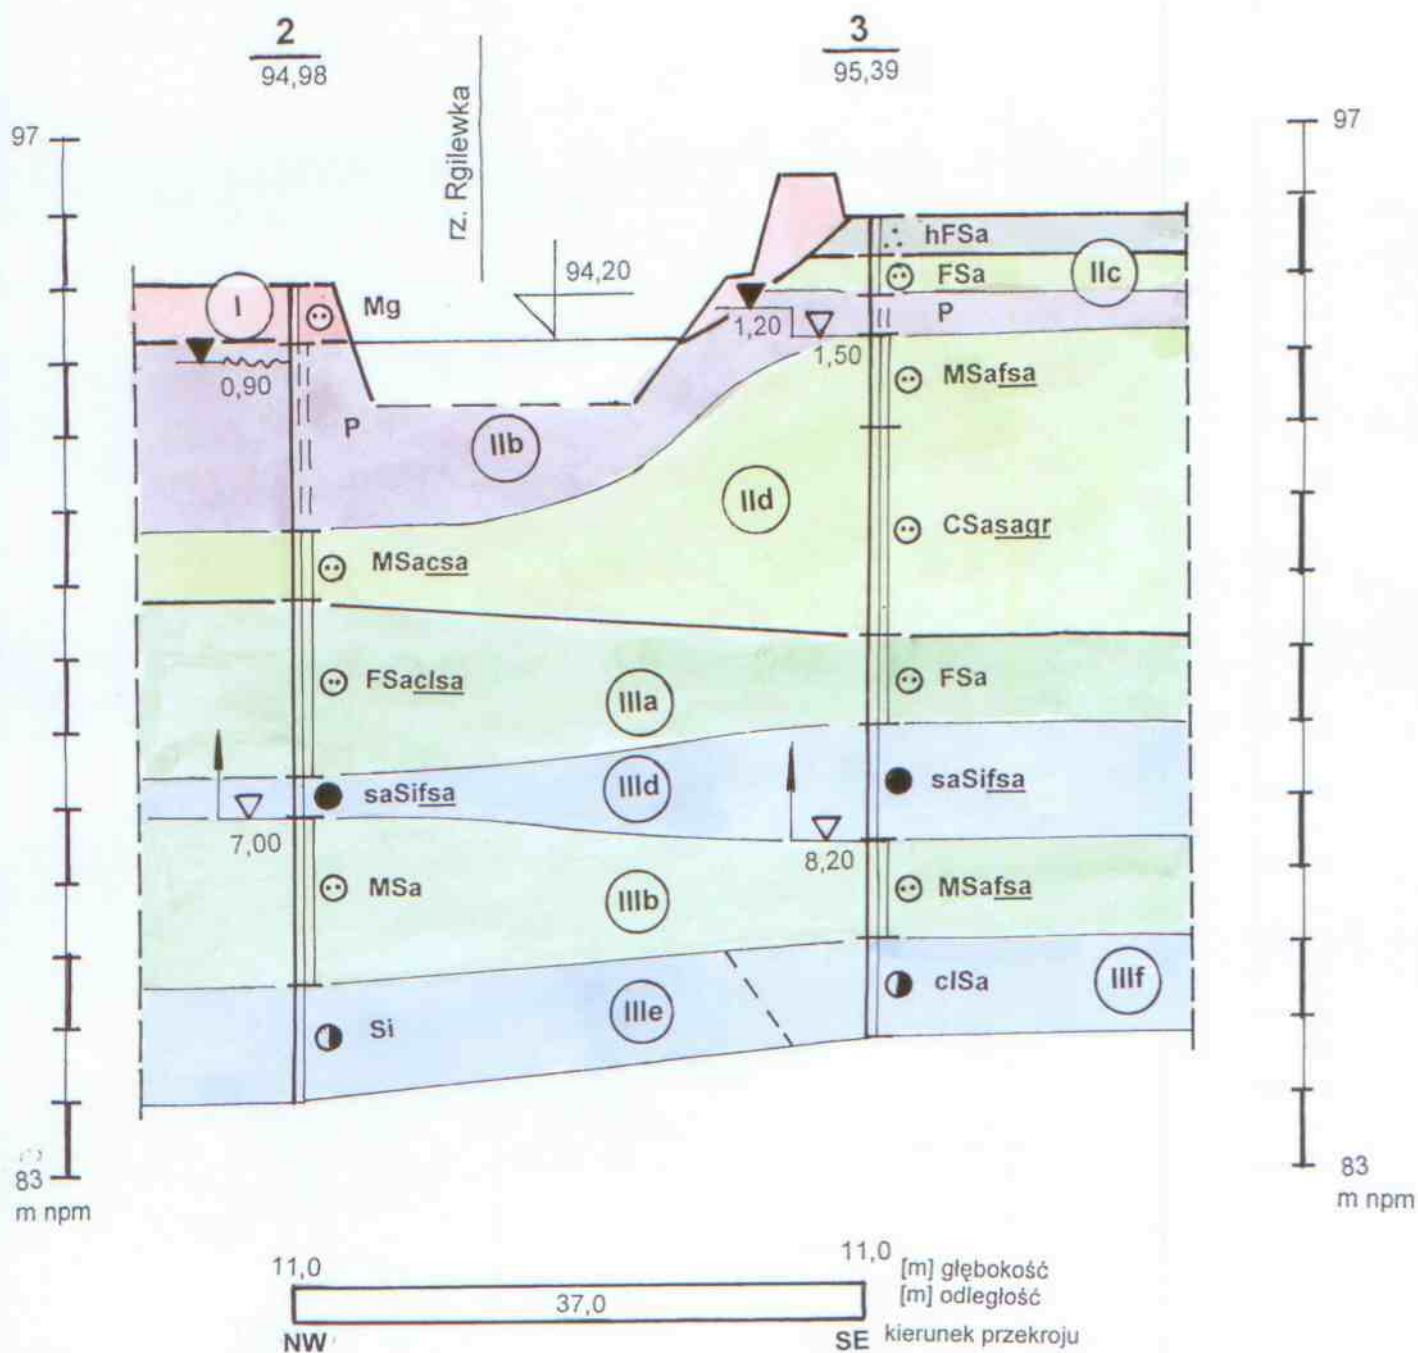 2
94,98
3
95,39
rz. Rgilewka
97
97
94,20
hFSa
FSa
IIc
I
Mg
P
1,20
1,50
0,90
MSafsa
P
IIb
IId
CSasagr
MSacsa
FSaclsa
IIIa
FSa
saSifsa
IIId
saSifsa
7,00
8,20
MSa
IIIb
MSafsa
clSa
IIIf
IIIe
Si
83
m npm
83
m npm
11,0
11,0
[m] głębokość
37,0
[m] odległość
NW
SE
kierunek przekroju